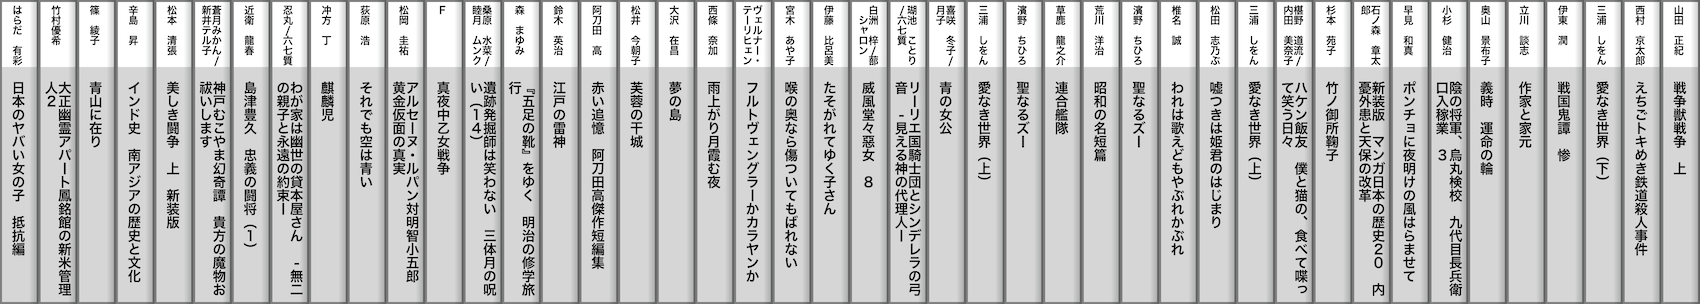 山田　正紀
戦争獣戦争　上
西村　京太郎
えちごトキめき鉄道殺人事件
三浦　しをん
愛なき世界（下）
伊東　潤
戦国鬼譚　惨
立川　談志
作家と家元
奥山　景布子
義時　運命の輪
小杉　健治
陰の将軍、烏丸検校　九代目長兵衛
口入稼業　３
早見　和真
ポンチョに夜明けの風はらませて
石ノ森　章太
郎
新装版　マンガ日本の歴史２０　内
憂外患と天保の改革
杉本　苑子
竹ノ御所鞠子
椹野　道流/
内田　美奈子
ハケン飯友　僕と猫の、食べて喋っ
て笑う日々
三浦　しをん
愛なき世界（上）
松田　志乃ぶ
嘘つきは姫君のはじまり
椎名　誠
われは歌えどもやぶれかぶれ
濱野　ちひろ
聖なるズー
荒川　洋治
昭和の名短篇
草鹿　龍之介
連合艦隊
濱野　ちひろ
聖なるズー
三浦　しをん
愛なき世界（上）
喜咲　冬子/
月子
青の女公
瑚池　ことり
/六七質
リーリエ国騎士団とシンデレラの弓
音　-見える神の代理人ー
白洲　梓/蔀
シャロン
威風堂々惡女　８
伊藤　比呂美
たそがれてゆく子さん
宮木　あや子
喉の奥なら傷ついてもばれない
ヴェルナー・
テーリヒェン
フルトヴェングラーかカラヤンか
西條　奈加
雨上がり月霞む夜
大沢　在昌
夢の島
松井　今朝子
芙蓉の干城
阿刀田　高
赤い追憶　阿刀田高傑作短編集
鈴木　英治
江戸の雷神
森　まゆみ
『五足の靴』をゆく　明治の修学旅
行
桑原　水菜/
睦月　ムンク
遺跡発掘師は笑わない　三体月の呪
い（１４）
Ｆ
真夜中乙女戦争
松岡　圭祐
アルセーヌ・ルパン対明智小五郎
黄金仮面の真実
荻原　浩
それでも空は青い
冲方　丁
麒麟児
忍丸/六七質
わが家は幽世の貸本屋さん　-無二
の親子と永遠の約束ー
近衛　龍春
島津豊久　忠義の闘将（１）
蒼月みかん/
新井テル子
神戸むこやま幻奇譚　貴方の魔物お
祓いします
松本　清張
美しき闘争　上　新装版
辛島　昇
インド史　南アジアの歴史と文化
篠　綾子
青山に在り
竹村優希
大正幽霊アパート鳳銘館の新米管理
人２
はらだ　有彩
日本のヤバい女の子　抵抗編